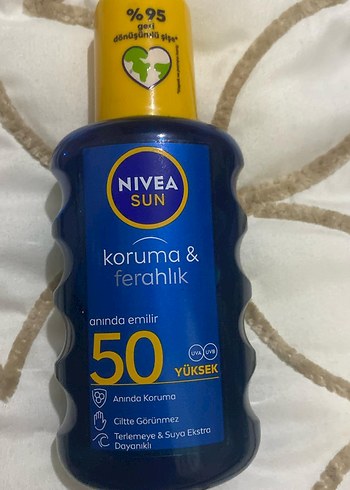 %95
geri
dönüşümlü şişe*
NIVEA
SUN
koruma &
ferahlık
anında emilir
50
UVA UVB
YÜKSEK
Anında Koruma
Ciltte Görünmez
Terlemeye & Suya Ekstra
Dayanıklı